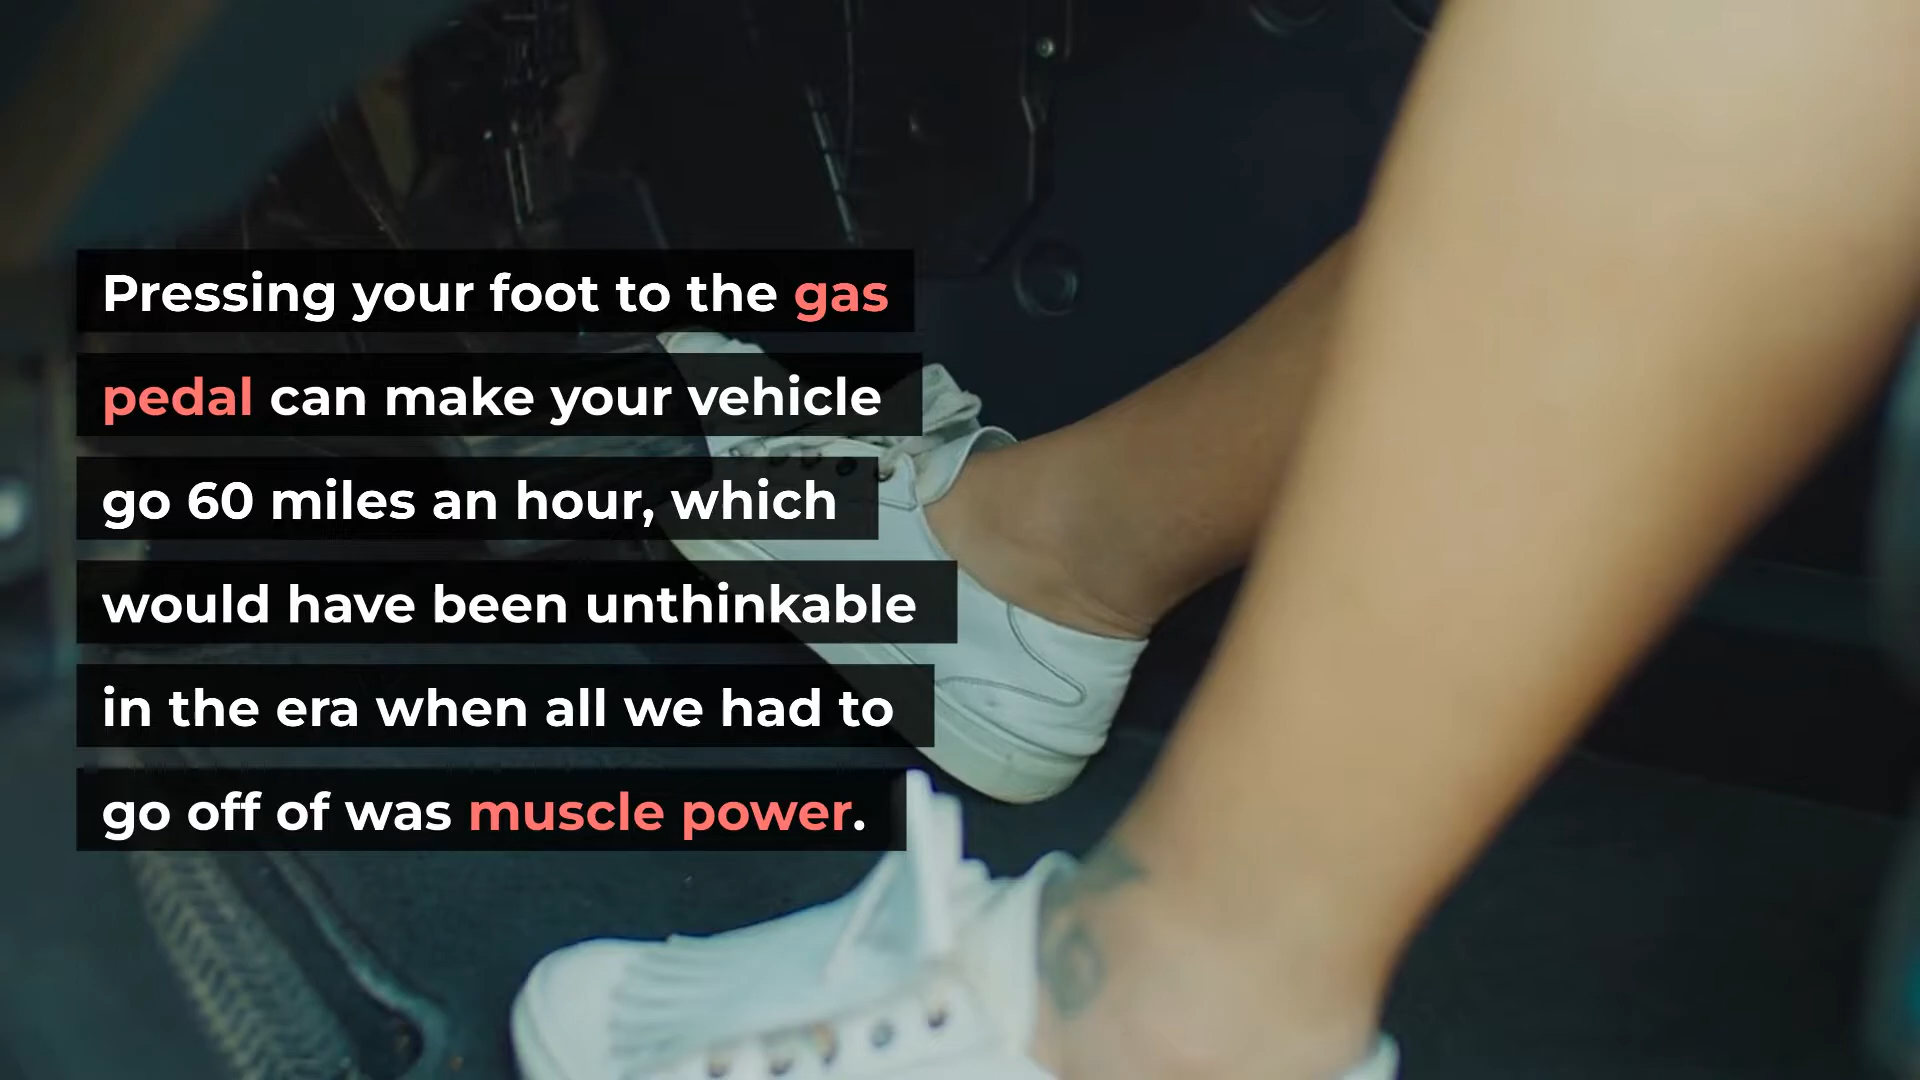 Pressing your foot to the gas
pedal can make your vehicle
go 60 miles an hour, which
would have been unthinkable
in the era when all we had to
go off of was muscle power.